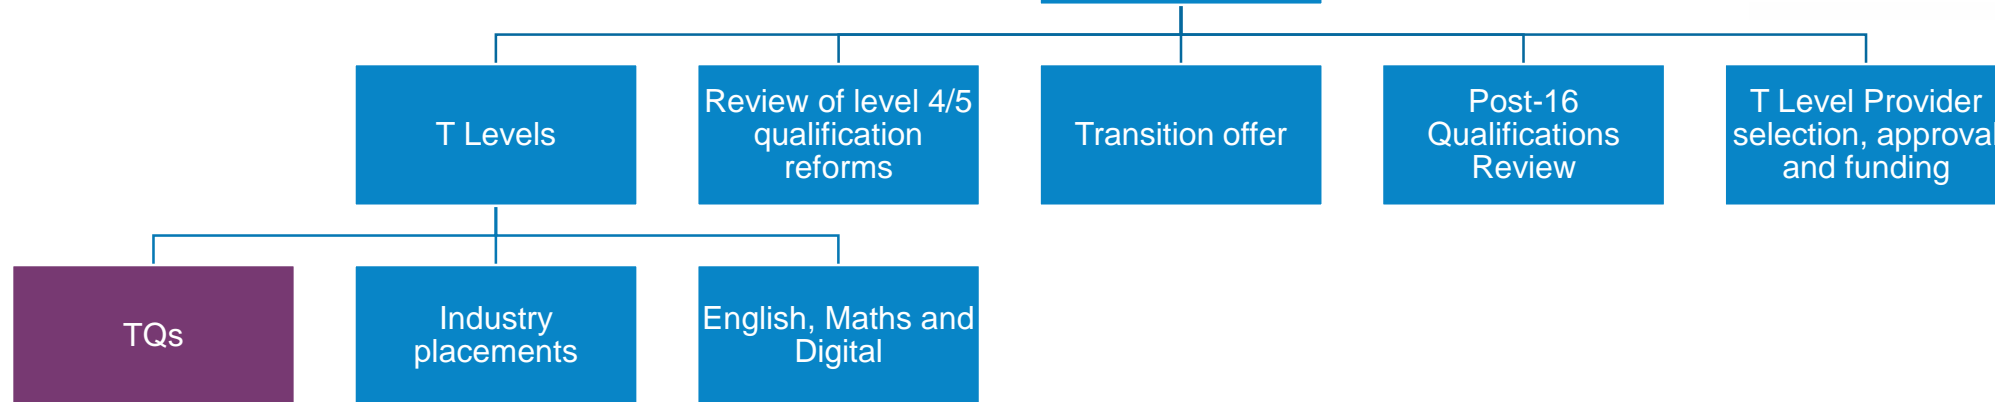 T Levels
Review of level 4/5
qualification
reforms
Transition offer
Post-16
Qualifications
Review
T Level Provider
selection, approval
and funding
TQs
Industry
placements
English, Maths and
Digital